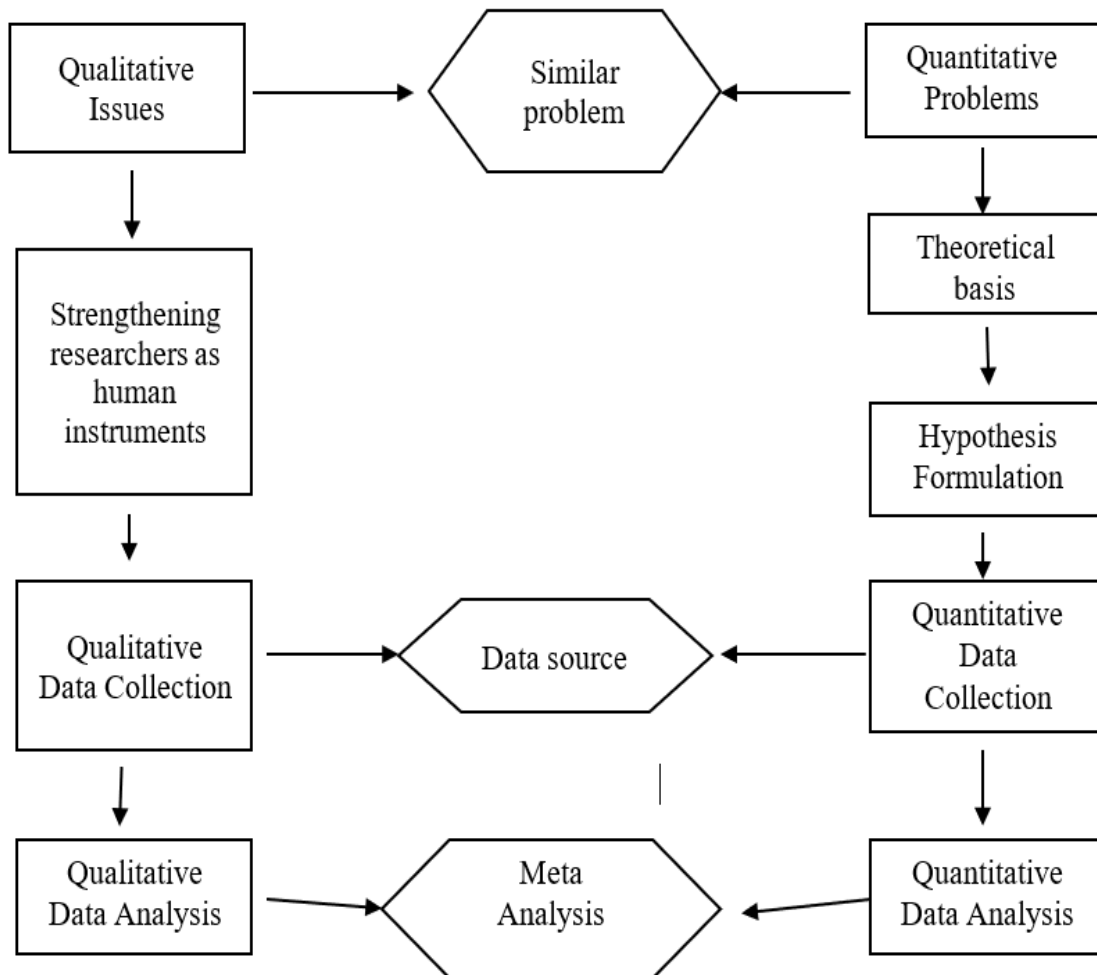 Qualitative
Issues
Similar
problem
Quantitative
Problems
Theoretical
basis
Strengthening
researchers as
human
instruments
Hypothesis
Formulation
Qualitative
Data Collection
Data source
Quantitative
Data
Collection
Qualitative
Data Analysis
Meta
Analysis
Quantitative
Data Analysis